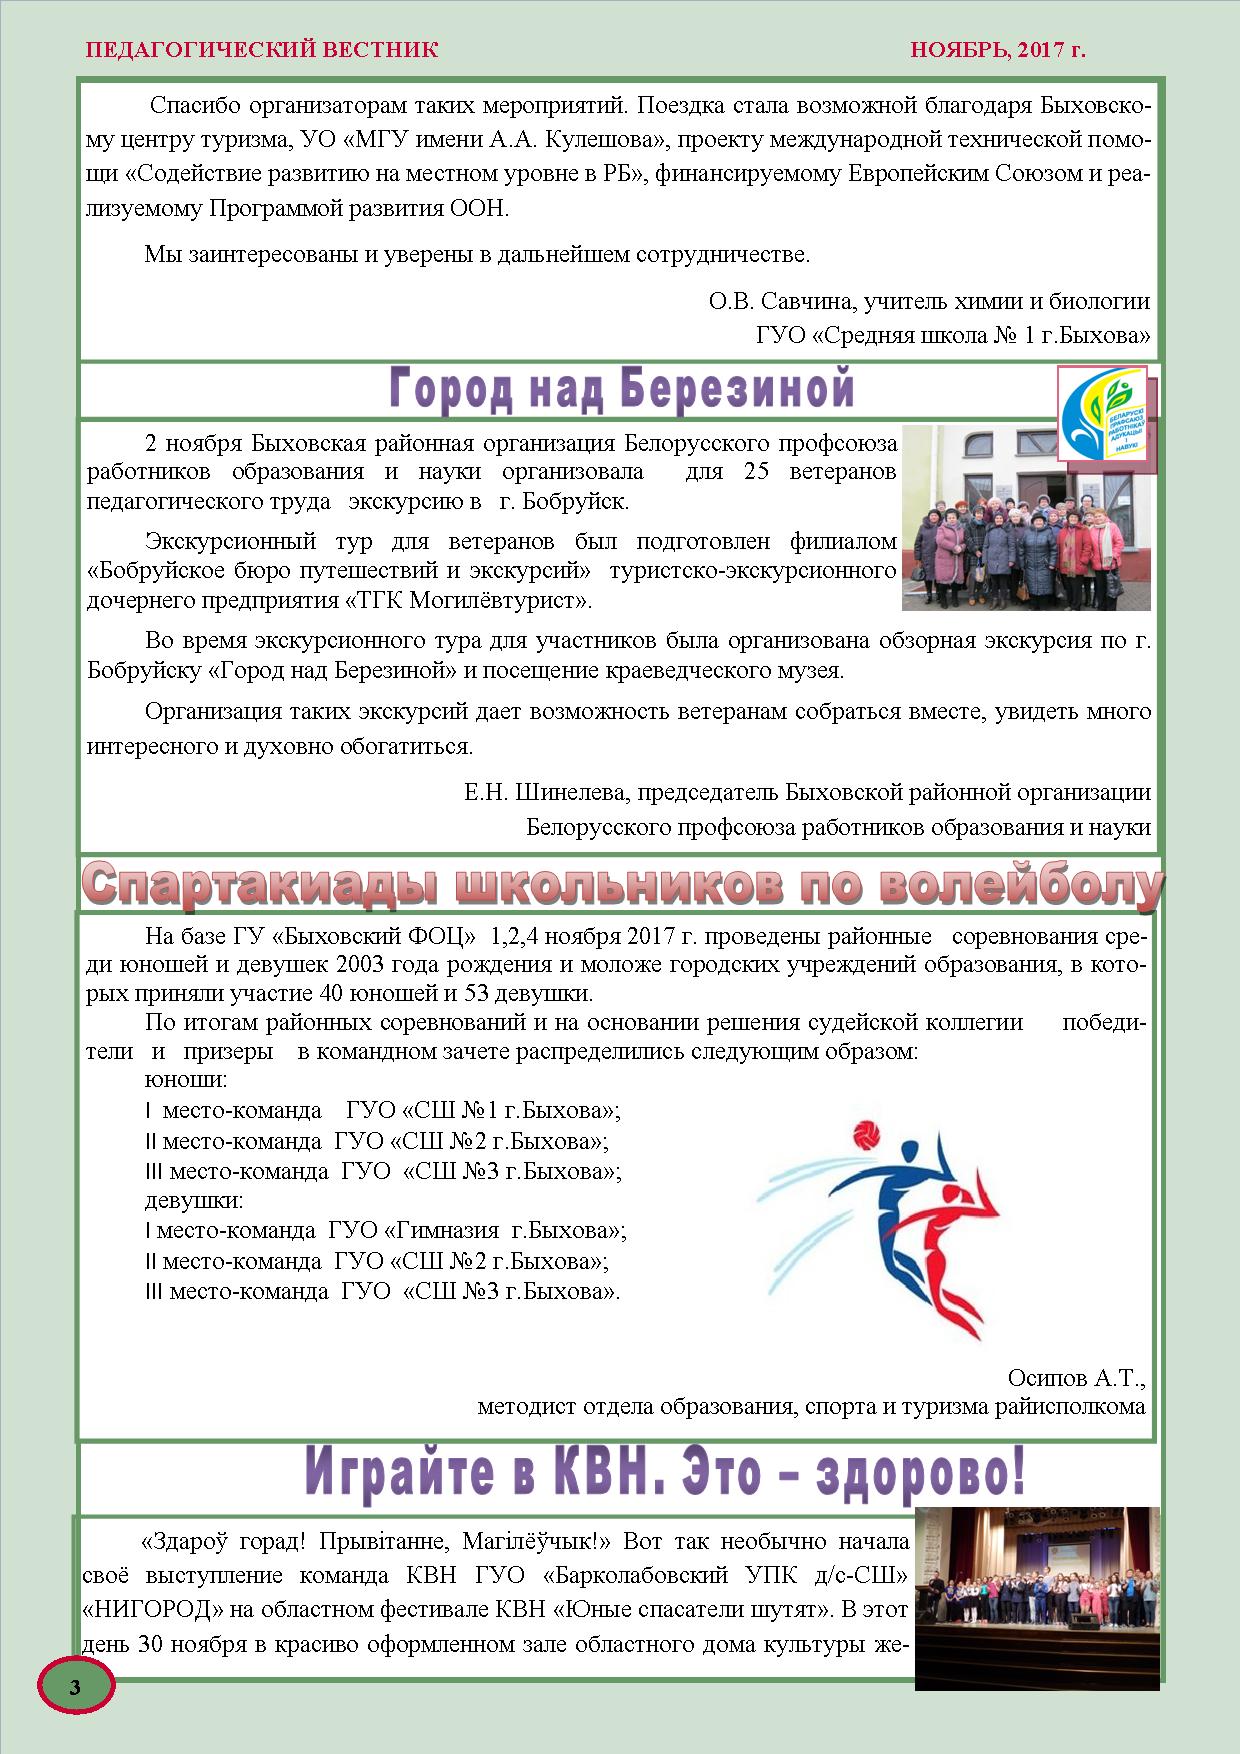 ПЕДАГОГИЧЕСКИЙ ВЕСТНИК НОЯБРЬ, 2017 г.
Спасибо организаторам таких мероприятий. Поездка стала возможной благодаря Быховско-
му центру туризма, УО «МГУ имени А.А. Кулешова», проекту международной технической помо-
щи «Содействие развитию на местном уровне в РБ», финансируемому Европейским Союзом и реа-
лизуемому Программой развития ООН.
Мы заинтересованы и уверены в дальнейшем сотрудничестве.
О.В. Савчина, учитель химии и биологии
ГУО «Средняя школа № 1 г.Быхова»
Город над Березиной
БЕЛАРУСКІ
ПРАФСАЮЗ
РАБОТНІКАЎ
АДУКАЦЫІ
І
НАВУКІ
2 ноября Быховская районная организация Белорусского профсоюза
работников образования и науки организовала для 25 ветеранов
педагогического труда экскурсию в г. Бобруйск.
Экскурсионный тур для ветеранов был подготовлен филиалом
«Бобруйское бюро путешествий и экскурсий» туристско-экскурсионного
дочернего предприятия «ТГК Могилёвтурист».
Во время экскурсионного тура для участников была организована обзорная экскурсия по г.
Бобруйску «Город над Березиной» и посещение краеведческого музея.
Организация таких экскурсий дает возможность ветеранам собраться вместе, увидеть много
интересного и духовно обогатиться.
Е.Н. Шинелева, председатель Быховской районной организации
Белорусского профсоюза работников образования и науки
Спартакиады школьников по волейболу
На базе ГУ «Быховский ФОЦ» 1,2,4 ноября 2017 г. проведены районные соревнования сре-
ди юношей и девушек 2003 года рождения и моложе городских учреждений образования, в кото-
рых приняли участие 40 юношей и 53 девушки.
По итогам районных соревнований и на основании решения судейской коллегии победи-
тели и призеры в командном зачете распределились следующим образом:
юноши:
I место-команда ГУО «СШ №1 г.Быхова»;
II место-команда ГУО «СШ №2 г.Быхова»;
III место-команда ГУО «СШ №3 г.Быхова»;
девушки:
I место-команда ГУО «Гимназия г.Быхова»;
II место-команда ГУО «СШ №2 г.Быхова»;
III место-команда ГУО «СШ №3 г.Быхова».
Осипов А.Т.,
методист отдела образования, спорта и туризма райисполкома
Играйте в КВН. Это – здорово!
«Здароў горад! Прывітанне, Магілёўчык!» Вот так необычно начала
своё выступление команда КВН ГУО «Барколабовский УПК д/с-СШ»
«НИГОРОД» на областном фестивале КВН «Юные спасатели шутят». В этот
день 30 ноября в красиво оформленном зале областного дома культуры же-
3